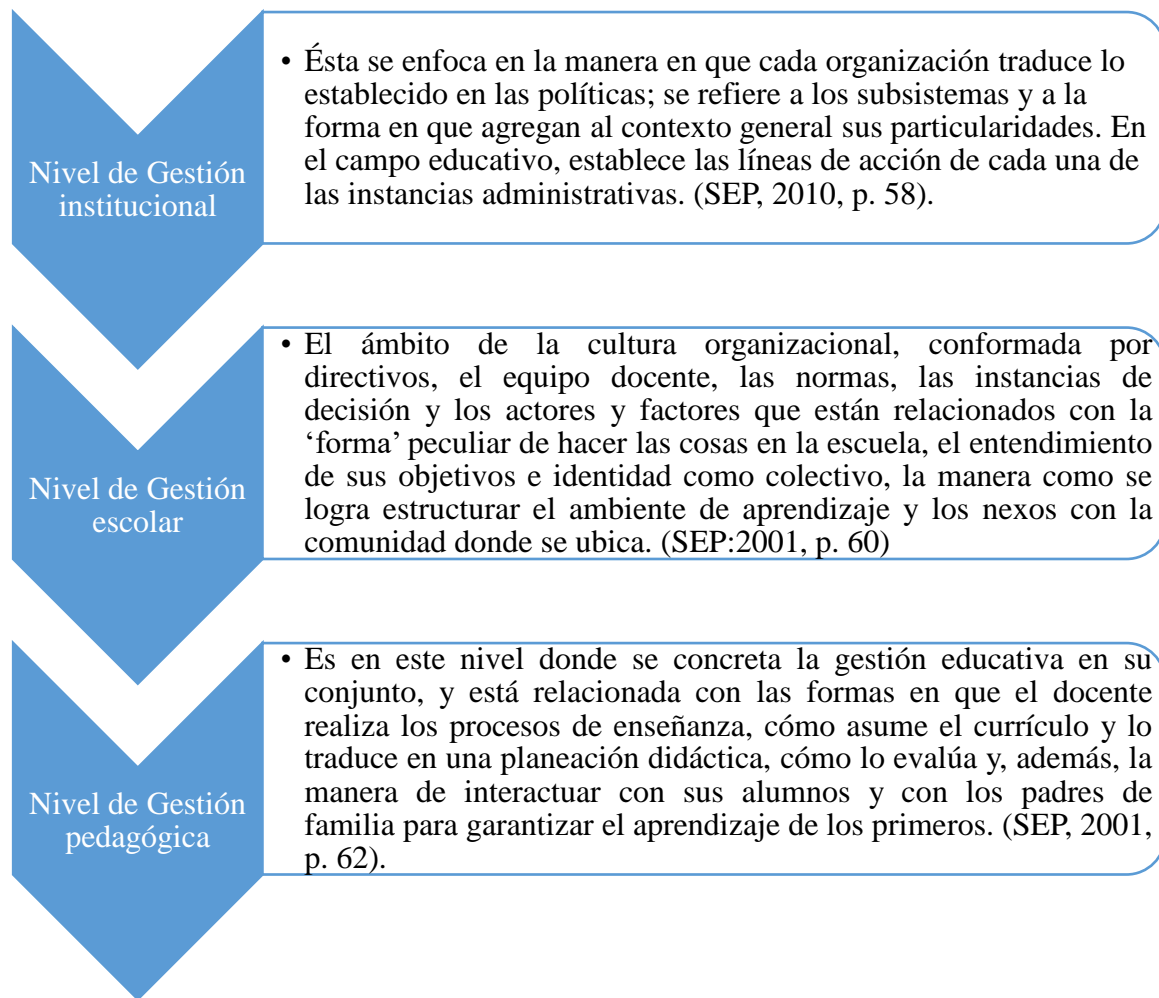 Nivel de Gestión
institucional
• Ésta se enfoca en la manera en que cada organización traduce lo
establecido en las políticas; se refiere a los subsistemas y a la
forma en que agregan al contexto general sus particularidades. En
el campo educativo, establece las líneas de acción de cada una de
las instancias administrativas. (SEP, 2010, p. 58).
Nivel de Gestión
escolar
• El ámbito de la cultura organizacional, conformada por
directivos, el equipo docente, las normas, las instancias de
decisión y los actores y factores que están relacionados con la
‘forma’ peculiar de hacer las cosas en la escuela, el entendimiento
de sus objetivos e identidad como colectivo, la manera como se
logra estructurar el ambiente de aprendizaje y los nexos con la
comunidad donde se ubica. (SEP:2001, p. 60)
Nivel de Gestión
pedagógica
• Es en este nivel donde se concreta la gestión educativa en su
conjunto, y está relacionada con las formas en que el docente
realiza los procesos de enseñanza, cómo asume el currículo y lo
traduce en una planeación didáctica, cómo lo evalúa y, además, la
manera de interactuar con sus alumnos y con los padres de
familia para garantizar el aprendizaje de los primeros. (SEP, 2001,
p. 62).